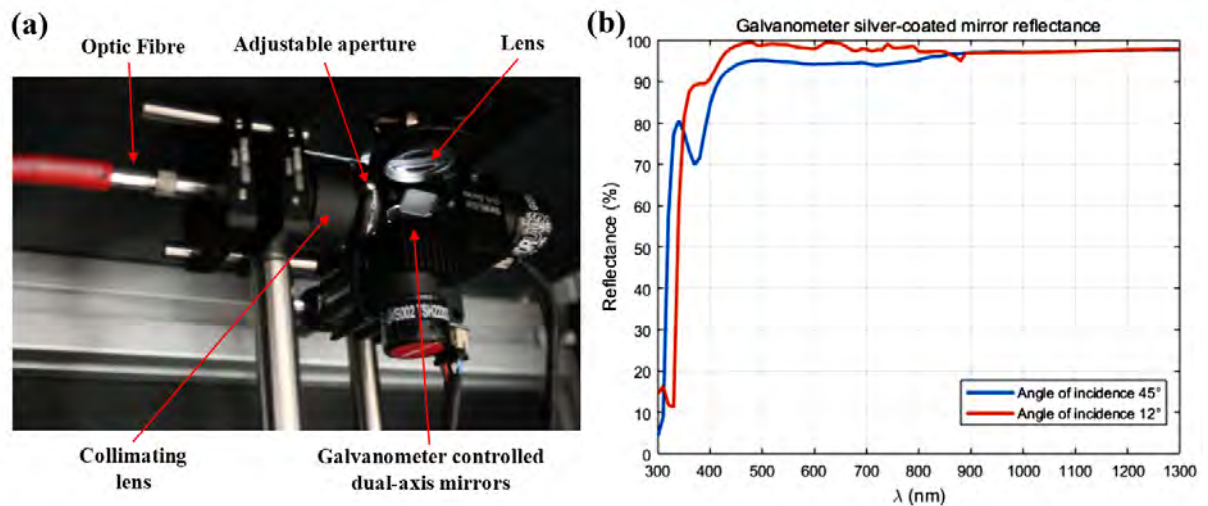 (a)
Optic Fibre
Adjustable aperture
Lens
Collimating
lens
Galvanometer controlled
dual-axis mirrors
(b)
Galvanometer silver-coated mirror reflectance
Reflectance (%)
100
90
80
70
60
50
40
30
20
10
0
300 400 500 600 700 800 900 1000 1100 1200 1300
λ (nm)
Angle of incidence 45°
Angle of incidence 12°